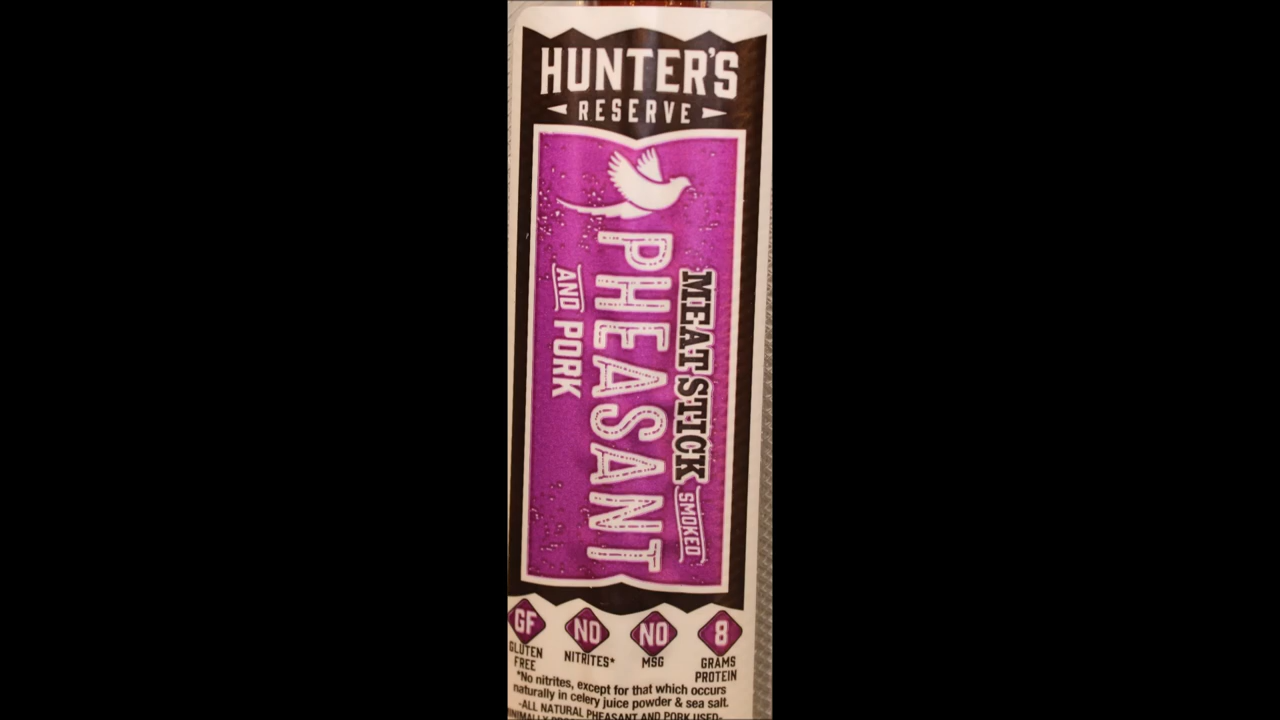 HUNTER'S
RESERVE
MEAT STICK SMOKED
PHEASANT
AND PORK
GF
GLUTEN
FREE
NO
NITRITES*
NO
MSG
8
GRAMS
PROTEIN
*No nitrites, except for that which occurs
naturally in celery juice powder & sea salt.
-ALL NATURAL PHEASANT AND PORK USED-